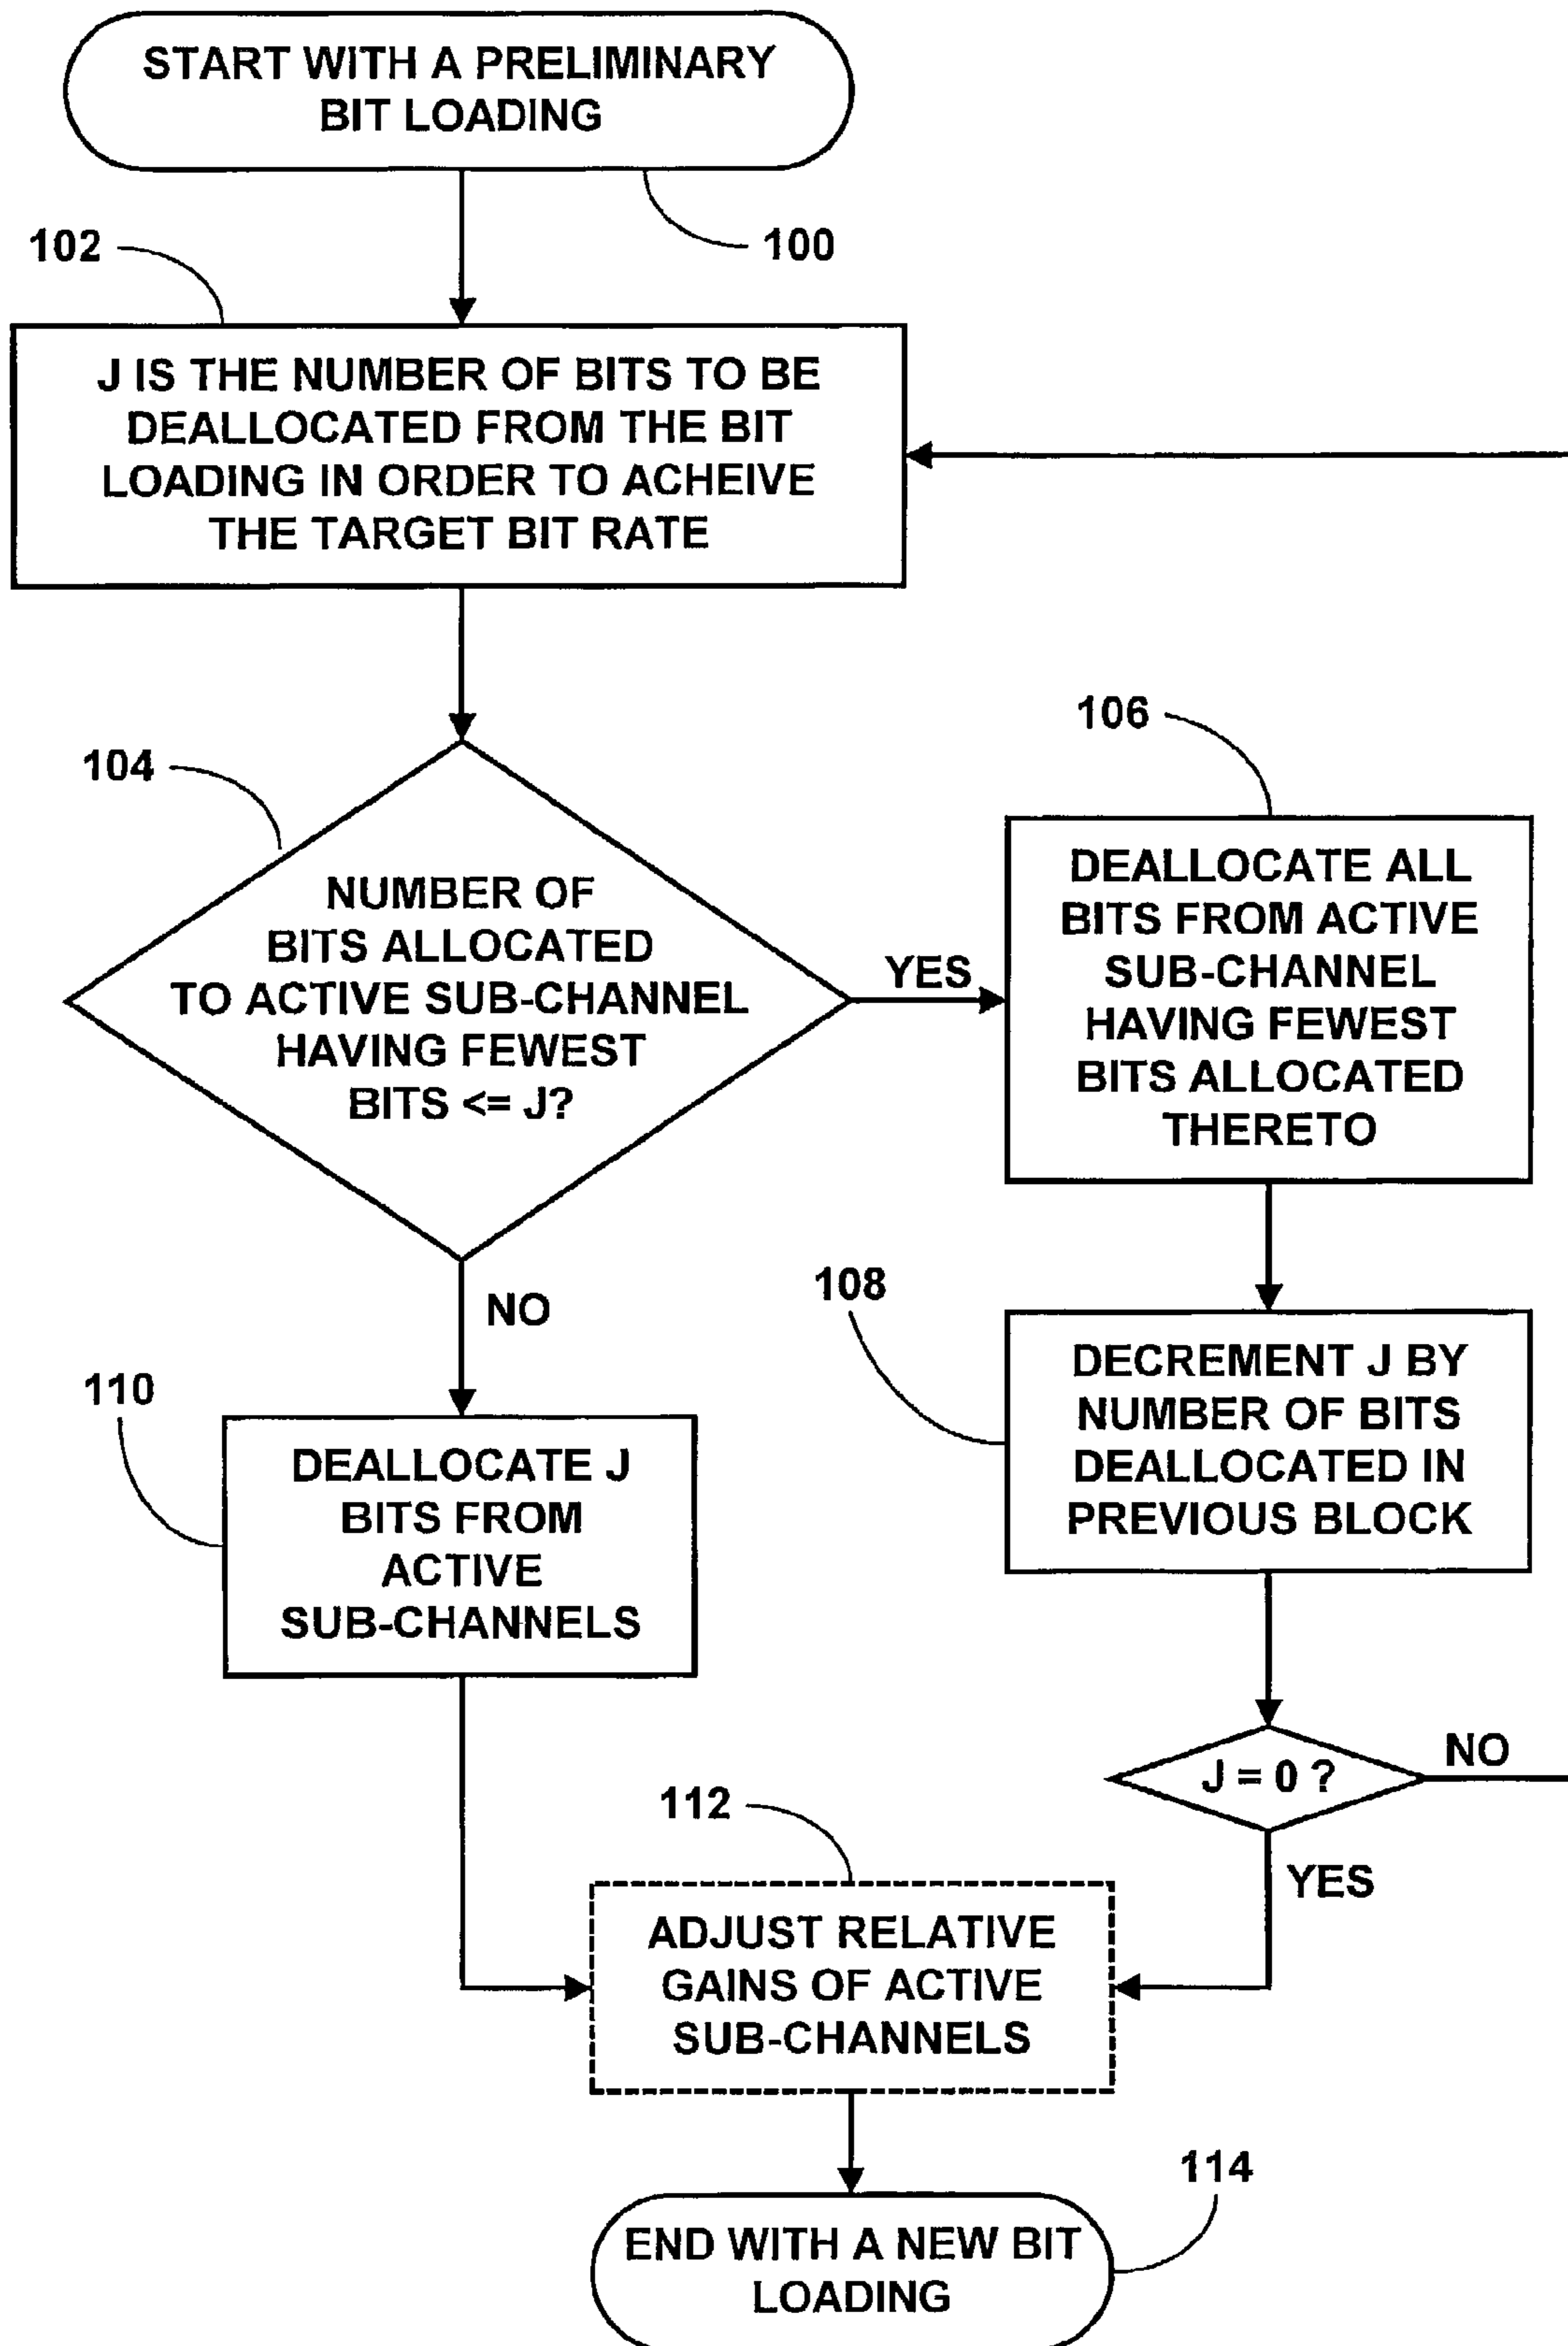 START WITH A PRELIMINARY
BIT LOADING
100
102
J IS THE NUMBER OF BITS TO BE
DEALLOCATED FROM THE BIT
LOADING IN ORDER TO ACHEIVE
THE TARGET BIT RATE
104
NUMBER OF
BITS ALLOCATED
TO ACTIVE SUB-CHANNEL
HAVING FEWEST
BITS <= J?
YES
106
DEALLOCATE ALL
BITS FROM ACTIVE
SUB-CHANNEL
HAVING FEWEST
BITS ALLOCATED
THERETO
NO
108
DECREMENT J BY
NUMBER OF BITS
DEALLOCATED IN
PREVIOUS BLOCK
110
DEALLOCATE J
BITS FROM
ACTIVE
SUB-CHANNELS
J = 0 ?
NO
YES
112
ADJUST RELATIVE
GAINS OF ACTIVE
SUB-CHANNELS
114
END WITH A NEW BIT
LOADING